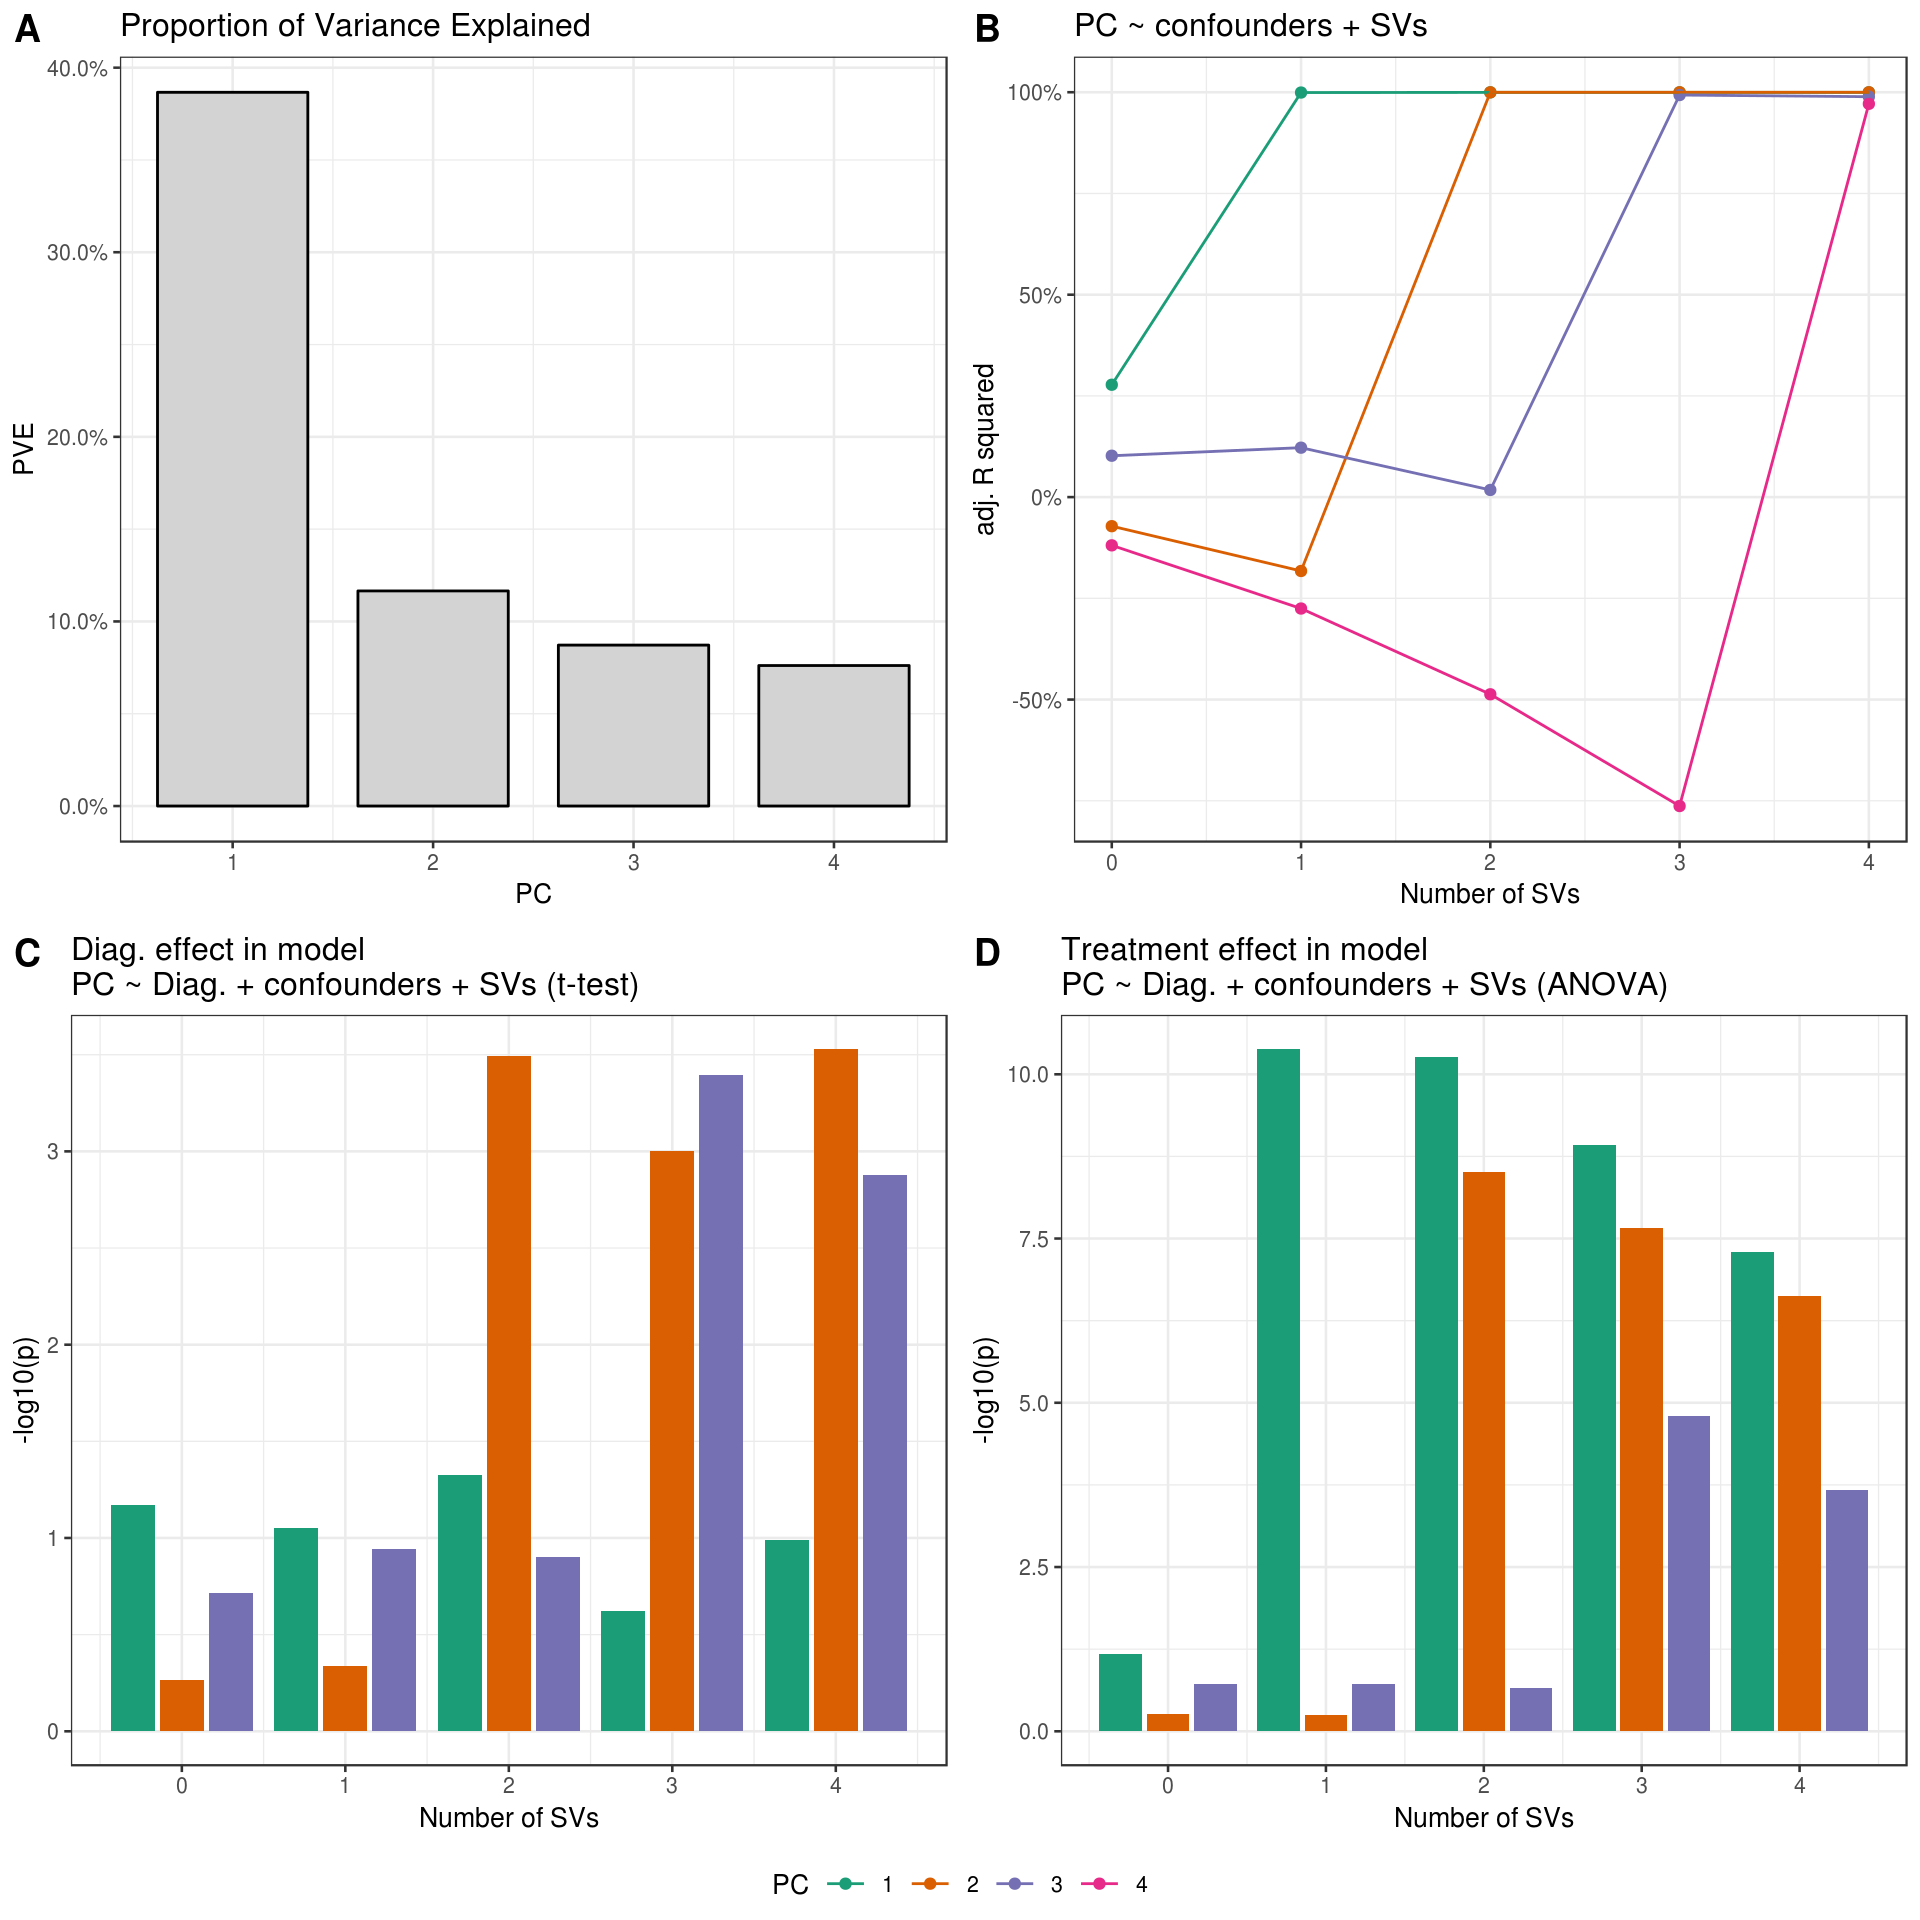 A
Proportion of Variance Explained
40.0%
30.0%
20.0%
10.0%
0.0%
PVE
1 2 3 4
PC
B
PC ~ confounders + SVs
100%
50%
0%
-50%
adj. R squared
0 1 2 3 4
Number of SVs
C
Diag. effect in model
PC ~ Diag. + confounders + SVs (t-test)
3
2
1
0
-log10(p)
0 1 2 3 4
Number of SVs
D
Treatment effect in model
PC ~ Diag. + confounders + SVs (ANOVA)
10.0
7.5
5.0
2.5
0.0
-log10(p)
0 1 2 3 4
Number of SVs
PC 1 2 3 4